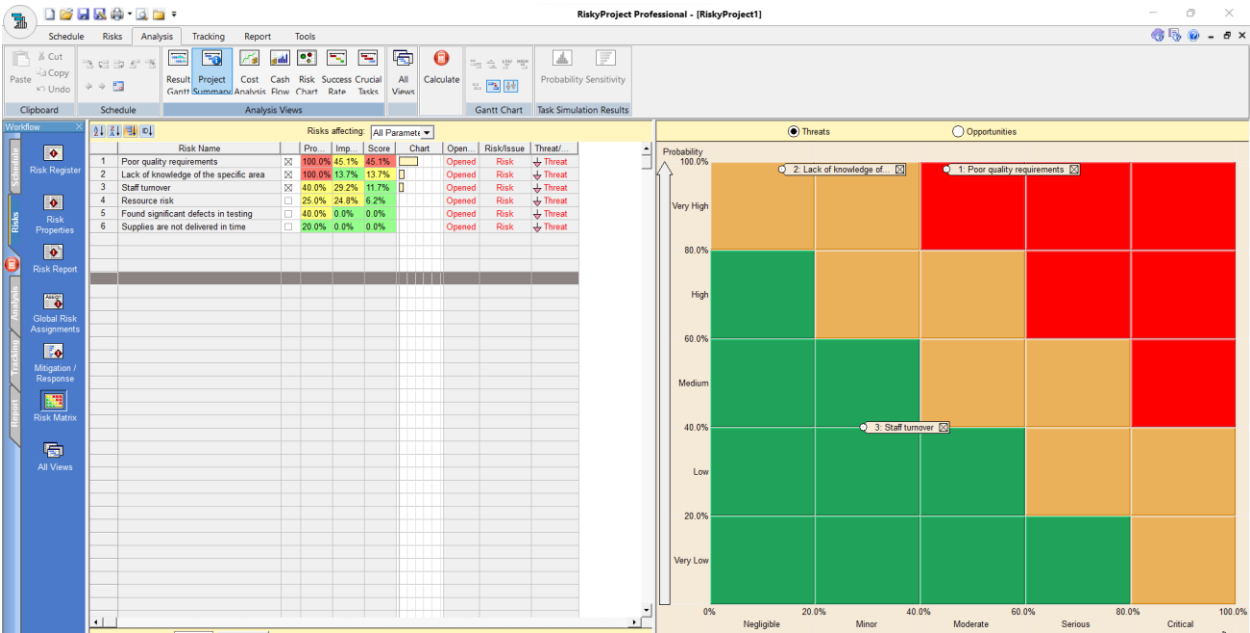 RiskyProject Professional - [RiskyProject1]
Schedule Risks Analysis Tracking Report Tools
Paste Cut Copy Undo
Result Gantt Project Summary Cost Analysis Cash Flow Risk Chart Success Rate Crucial Tasks All Views Calculate Probability Sensitivity
Clipboard Schedule Analysis Views Gantt Chart Task Simulation Results
Workflow
Schedule
Risks
Analysis
Tracking
Report
Risk Register
Risk Properties
Risk Report
Assign
Global Risk Assignments
Mitigation / Response
Risk Matrix
All Views
Risks affecting: All Paramete
Risk Name Pro... Imp... Score Chart Open... Risk/Issue Threat/...
1 Poor quality requirements 100.0% 45.1% 45.1% Opened Risk Threat
2 Lack of knowledge of the specific area 100.0% 13.7% 13.7% Opened Risk Threat
3 Staff turnover 40.0% 29.2% 11.7% Opened Risk Threat
4 Resource risk 25.0% 24.8% 6.2% Opened Risk Threat
5 Found significant defects in testing 40.0% 0.0% 0.0% Opened Risk Threat
6 Supplies are not delivered in time 20.0% 0.0% 0.0% Opened Risk Threat
Threats Opportunities
Probability
100.0%
2: Lack of knowledge of... 1: Poor quality requirements
Very High
80.0%
High
60.0%
Medium
40.0% 3: Staff turnover
Low
20.0%
Very Low
0% 20.0% 40.0% 60.0% 80.0% 100.0%
Negligible Minor Moderate Serious Critical